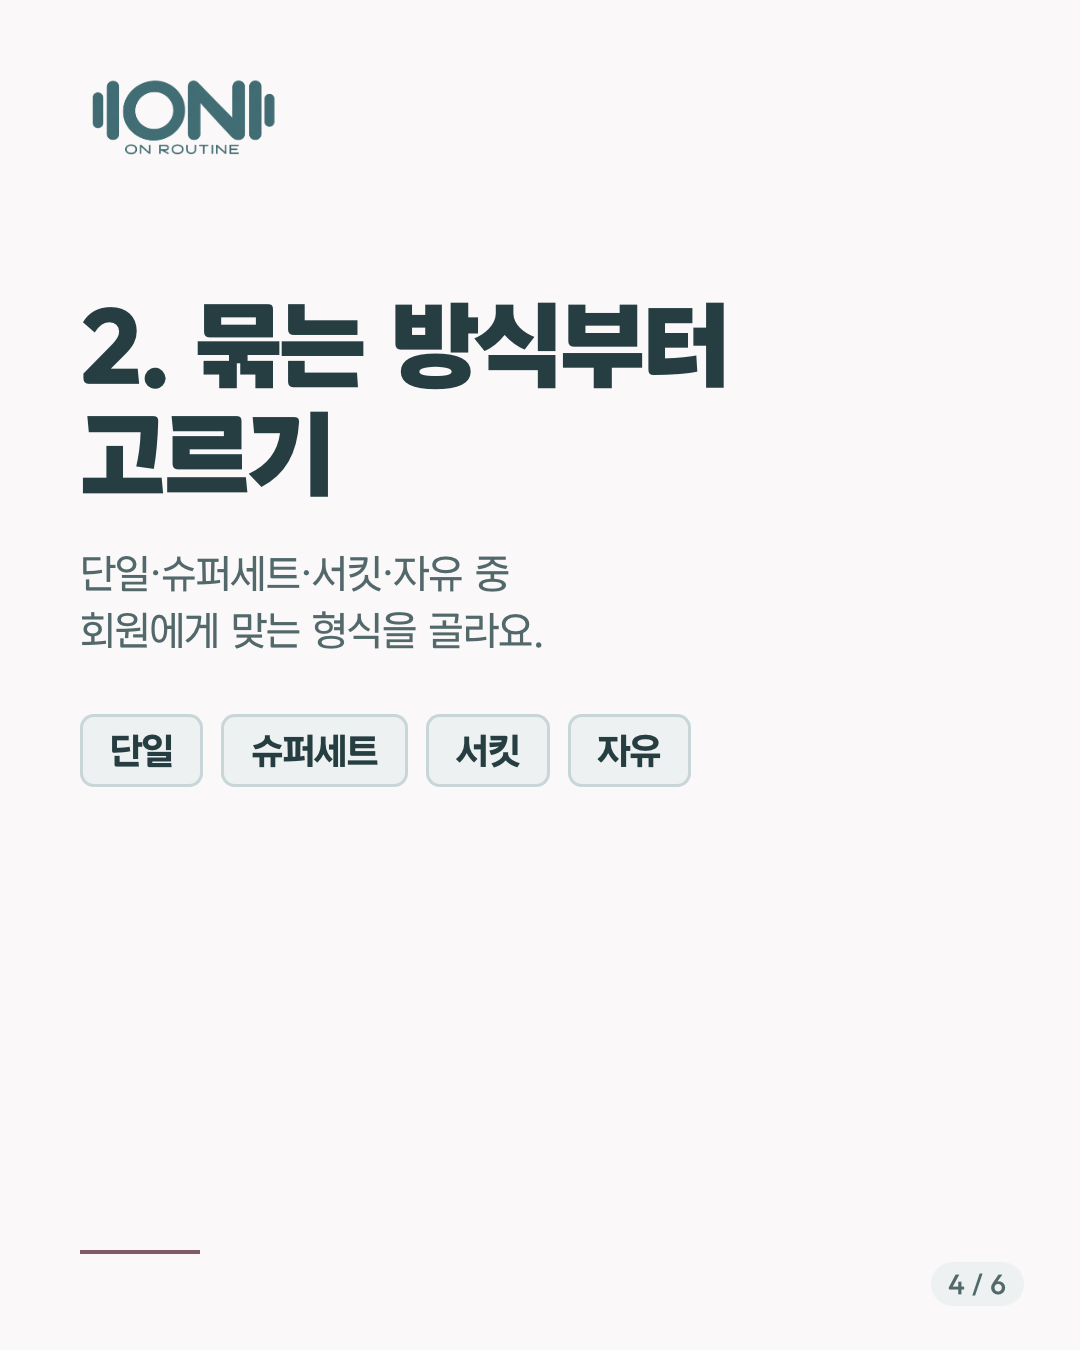 ION
ON ROUTINE
2. 묶는 방식부터
고르기
단일·슈퍼세트·서킷·자유 중
회원에게 맞는 형식을 골라요.
단일 슈퍼세트 서킷 자유
4 / 6